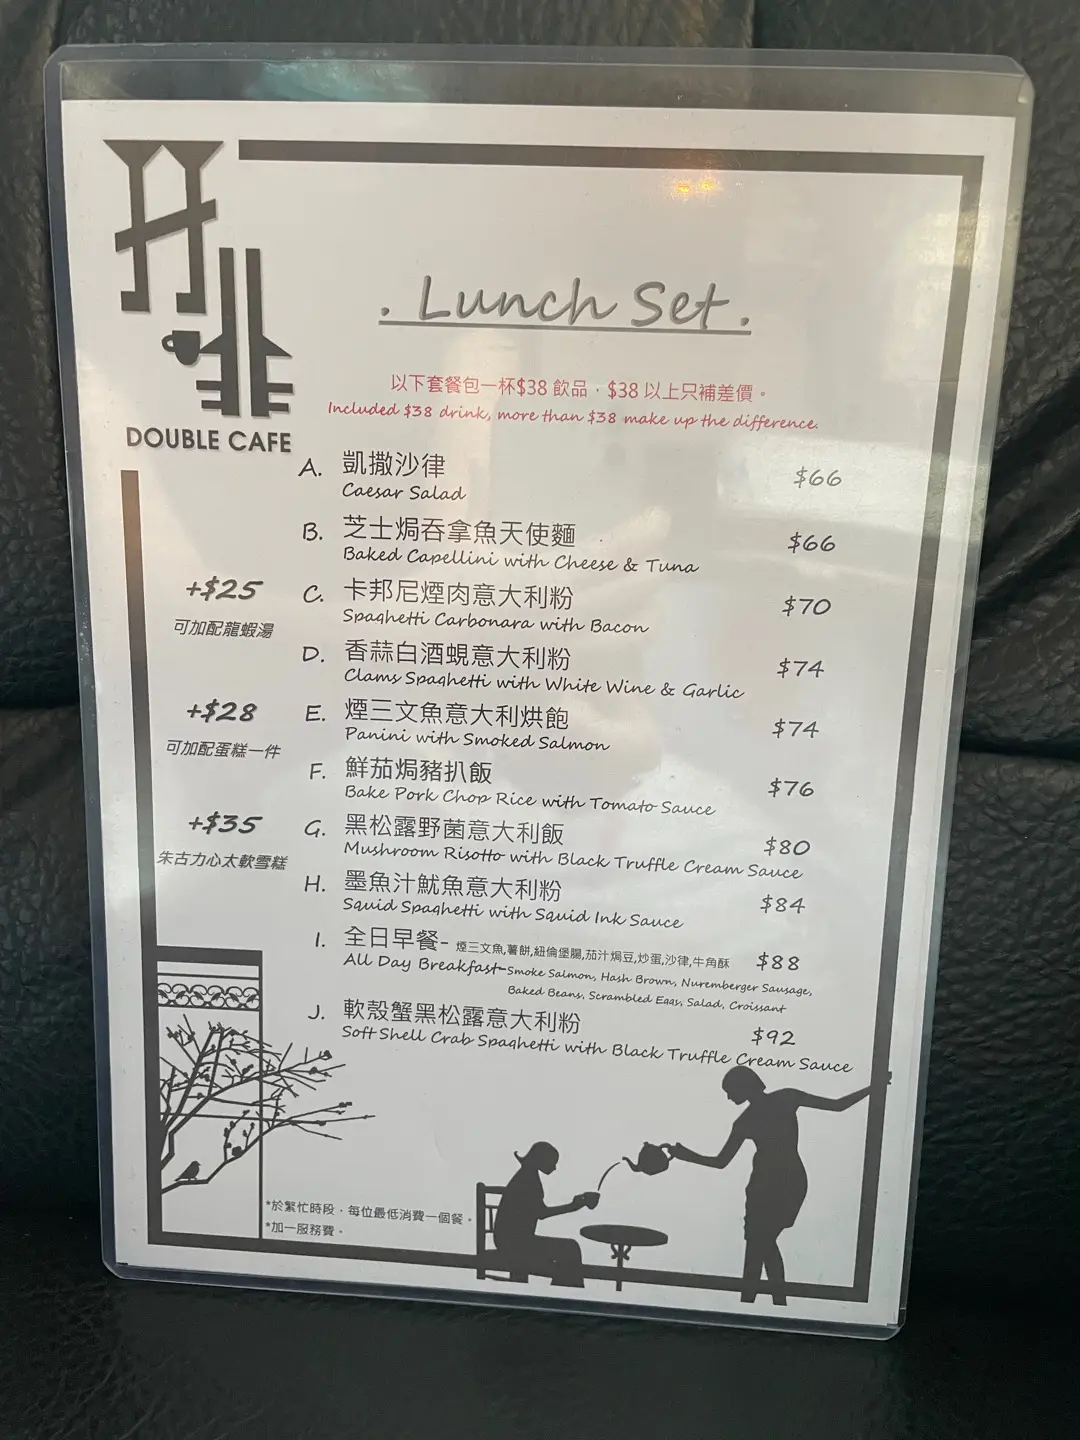 DOUBLE CAFE
. Lunch Set .
以下套餐包一杯$38 飲品，$38 以上只補差價。
Included $38 drink, more than $38 make up the difference.
A. 凱撒沙律 $66
Caesar Salad
B. 芝士焗吞拿魚天使麵 $66
Baked Capellini with Cheese & Tuna
C. 卡邦尼煙肉意大利粉 $70
Spaghetti Carbonara with Bacon
D. 香蒜白酒蜆意大利粉 $74
Clams Spaghetti with White Wine & Garlic
E. 煙三文魚意大利烘飽 $74
Panini with Smoked Salmon
F. 鮮茄焗豬扒飯 $76
Bake Pork Chop Rice with Tomato Sauce
G. 黑松露野菌意大利飯 $80
Mushroom Risotto with Black Truffle Cream Sauce
H. 墨魚汁魷魚意大利粉 $84
Squid Spaghetti with Squid Ink Sauce
I. 全日早餐- 煙三文魚,薯餅,紐倫堡腸,茄汁焗豆,炒蛋,沙律,牛角酥 $88
All Day Breakfast-Smoke Salmon, Hash Brown, Nuremberger Sausage,
Baked Beans, Scrambled Eggs, Salad, Croissant
J. 軟殼蟹黑松露意大利粉 $92
Soft Shell Crab Spaghetti with Black Truffle Cream Sauce
+$25
可加配龍蝦湯
+$28
可加配蛋糕一件
+$35
朱古力心太軟雪糕
*於繁忙時段，每位最低消費一個餐。
*加一服務費。